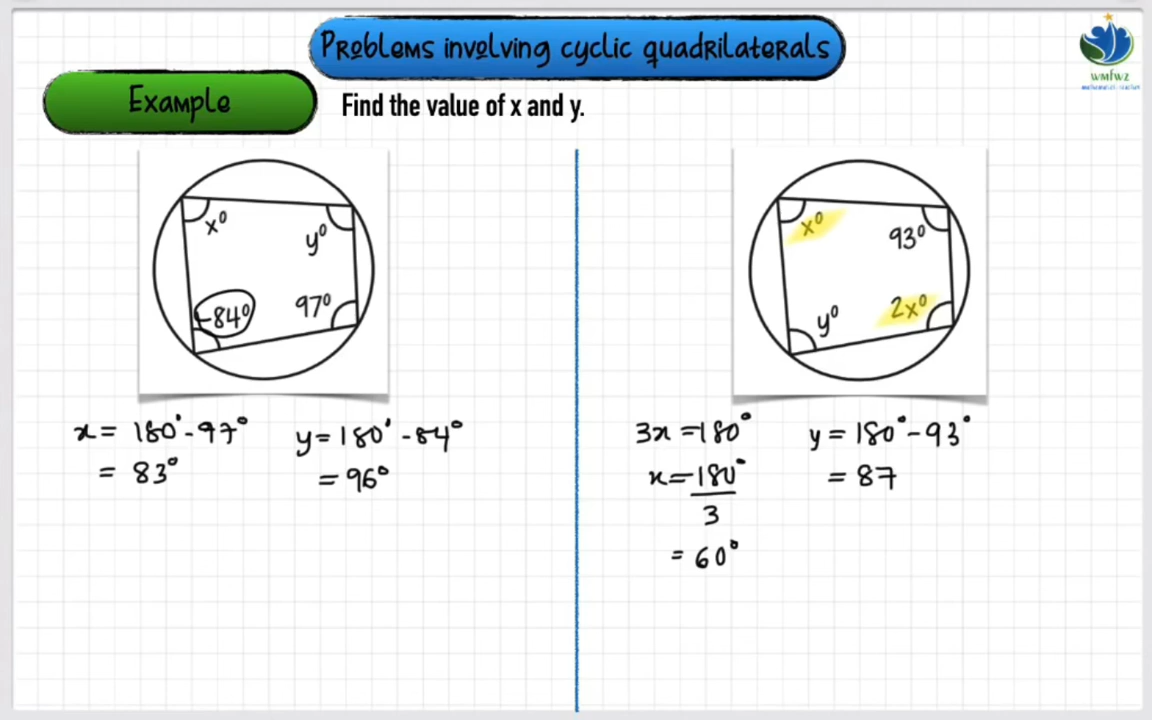 Problems involving cyclic quadrilaterals
WMFWZ
Example
Find the value of x and y.
x°
y°
84°
97°
x = 180° - 97°
= 83°
y = 180° - 84°
= 96°
x°
93°
y°
2x°
3x = 180°
x = 180°
3
= 60°
y = 180° - 93°
= 87